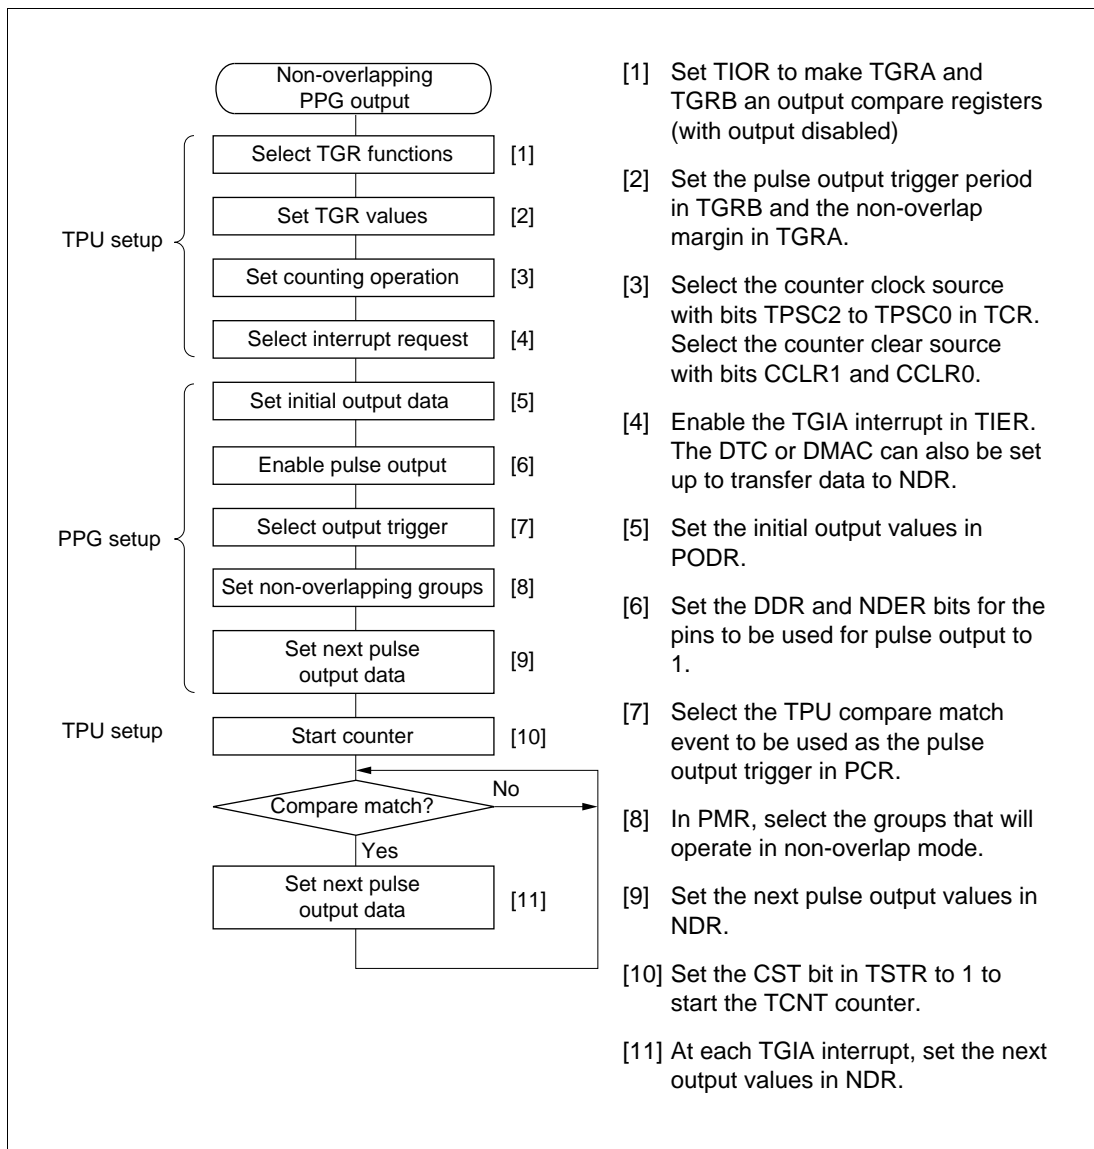 Non-overlapping
PPG output
Select TGR functions [1]
Set TGR values [2]
TPU setup
Set counting operation [3]
Select interrupt request [4]
Set initial output data [5]
Enable pulse output [6]
Select output trigger [7]
PPG setup
Set non-overlapping groups [8]
Set next pulse
output data [9]
TPU setup
Start counter [10]
Compare match?
No
Yes
Set next pulse
output data [11]
[1] Set TIOR to make TGRA and
TGRB an output compare registers
(with output disabled)
[2] Set the pulse output trigger period
in TGRB and the non-overlap
margin in TGRA.
[3] Select the counter clock source
with bits TPSC2 to TPSC0 in TCR.
Select the counter clear source
with bits CCLR1 and CCLR0.
[4] Enable the TGIA interrupt in TIER.
The DTC or DMAC can also be set
up to transfer data to NDR.
[5] Set the initial output values in
PODR.
[6] Set the DDR and NDER bits for the
pins to be used for pulse output to
1.
[7] Select the TPU compare match
event to be used as the pulse
output trigger in PCR.
[8] In PMR, select the groups that will
operate in non-overlap mode.
[9] Set the next pulse output values in
NDR.
[10] Set the CST bit in TSTR to 1 to
start the TCNT counter.
[11] At each TGIA interrupt, set the next
output values in NDR.